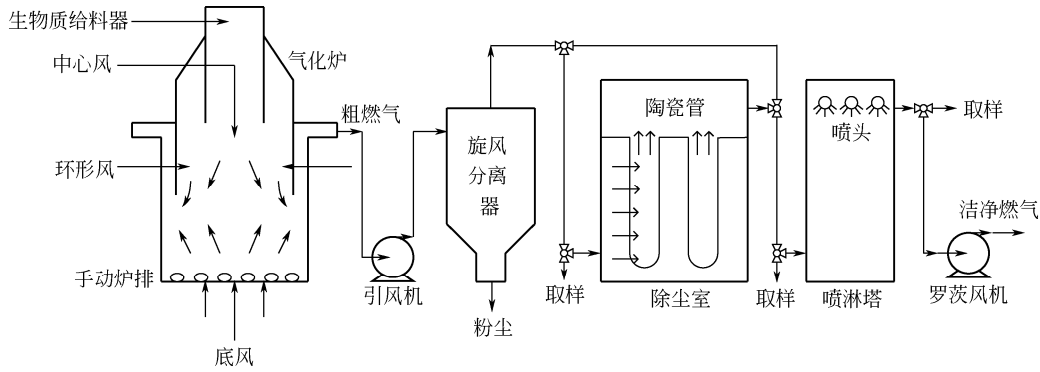 生物质给料器
中心风
气化炉
粗燃气
环形风
手动炉排
底风
引风机
旋风
分离
器
粉尘
取样
陶瓷管
除尘室
取样
喷头
喷淋塔
取样
洁净燃气
罗茨风机